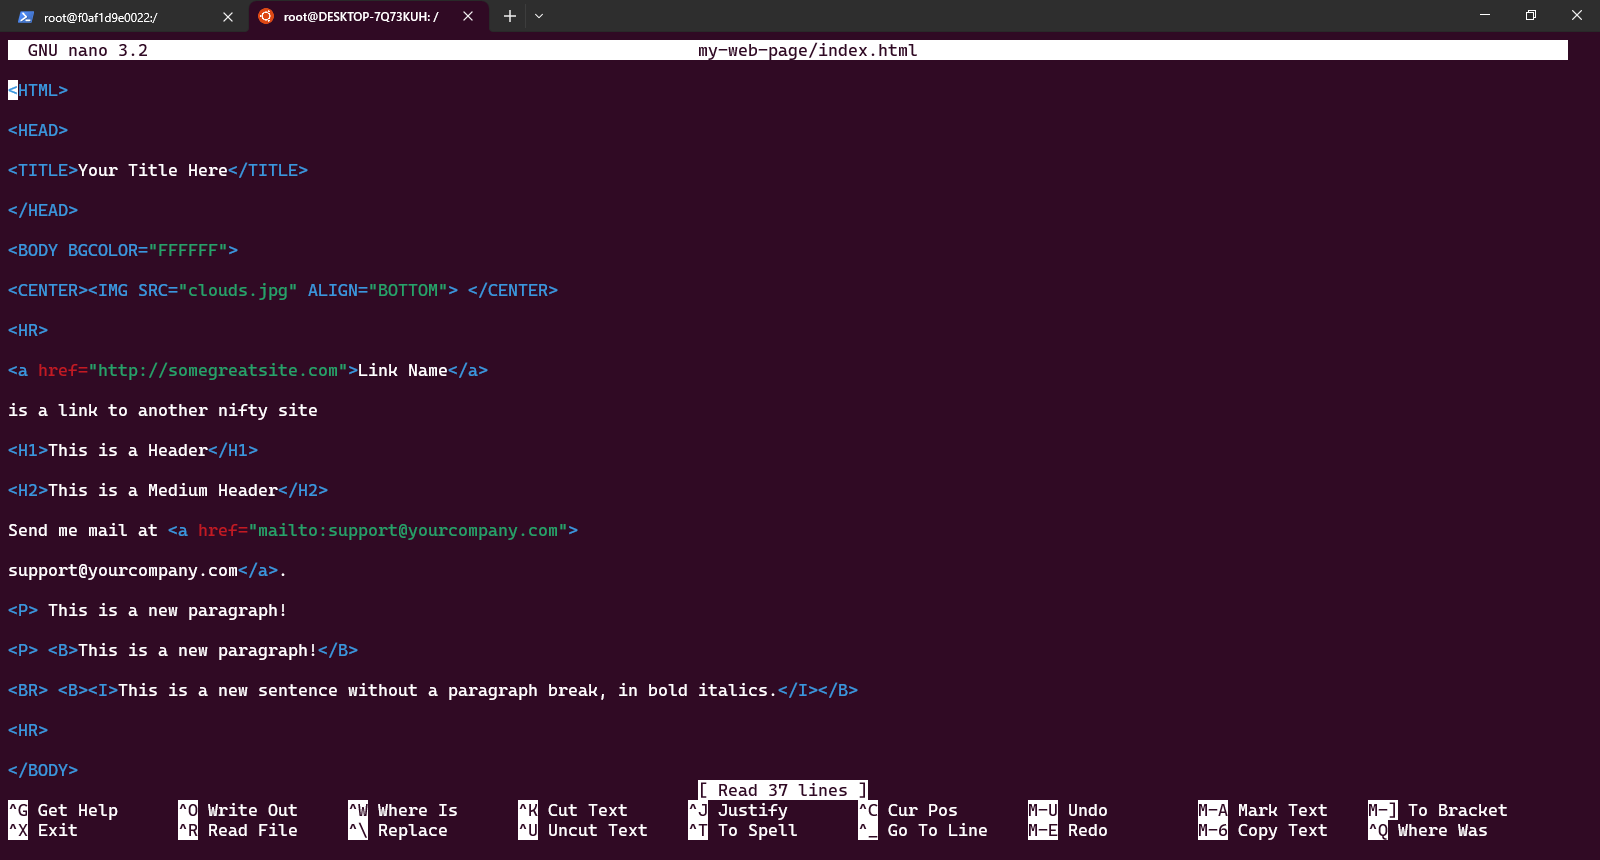 root@f0af1d9e0022:/ root@DESKTOP-7Q73KUH: /
GNU nano 3.2 my-web-page/index.html
<HTML>
<HEAD>
<TITLE>Your Title Here</TITLE>
</HEAD>
<BODY BGCOLOR="FFFFFF">
<CENTER><IMG SRC="clouds.jpg" ALIGN="BOTTOM"> </CENTER>
<HR>
<a href="http://somegreatsite.com">Link Name</a>
is a link to another nifty site
<H1>This is a Header</H1>
<H2>This is a Medium Header</H2>
Send me mail at <a href="mailto:support@yourcompany.com">
support@yourcompany.com</a>.
<P> This is a new paragraph!
<P> <B>This is a new paragraph!</B>
<BR> <B><I>This is a new sentence without a paragraph break, in bold italics.</I></B>
<HR>
</BODY>
[ Read 37 lines ]
^G Get Help ^O Write Out ^W Where Is ^K Cut Text ^J Justify ^C Cur Pos M-U Undo M-A Mark Text M-] To Bracket
^X Exit ^R Read File ^\ Replace ^U Uncut Text ^T To Spell ^_ Go To Line M-E Redo M-6 Copy Text ^Q Where Was